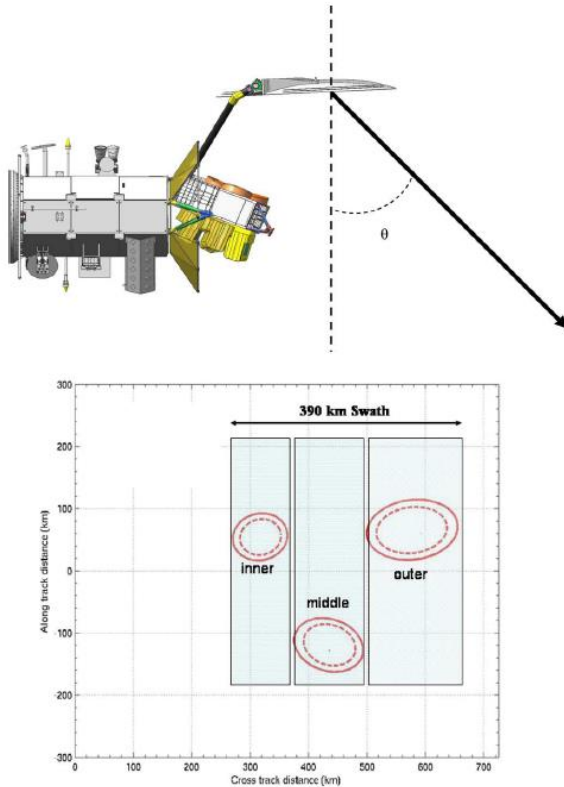 θ
300
200
100
0
-100
-200
-300
Along track distance (km)
390 km Swath
inner
middle
outer
0
100
200
300
400
500
600
700
Cross track distance (km)